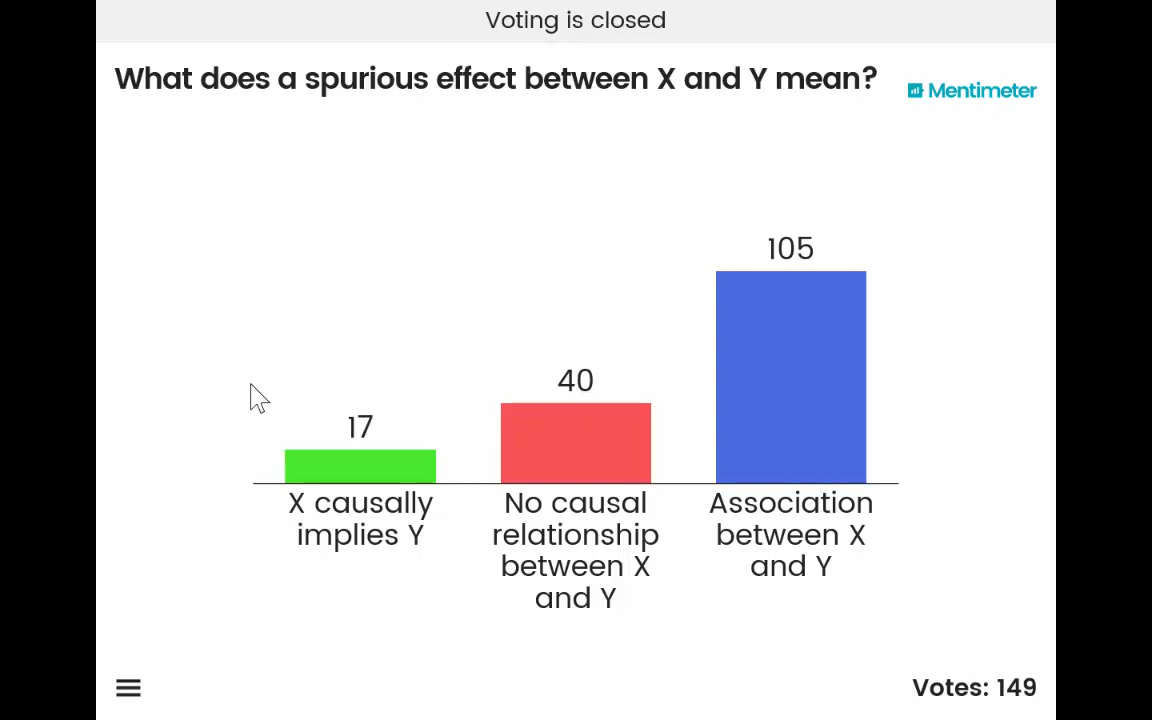 Voting is closed
What does a spurious effect between X and Y mean?
Mentimeter
105
40
17
X causally
implies Y
No causal
relationship
between X
and Y
Association
between X
and Y
Votes: 149